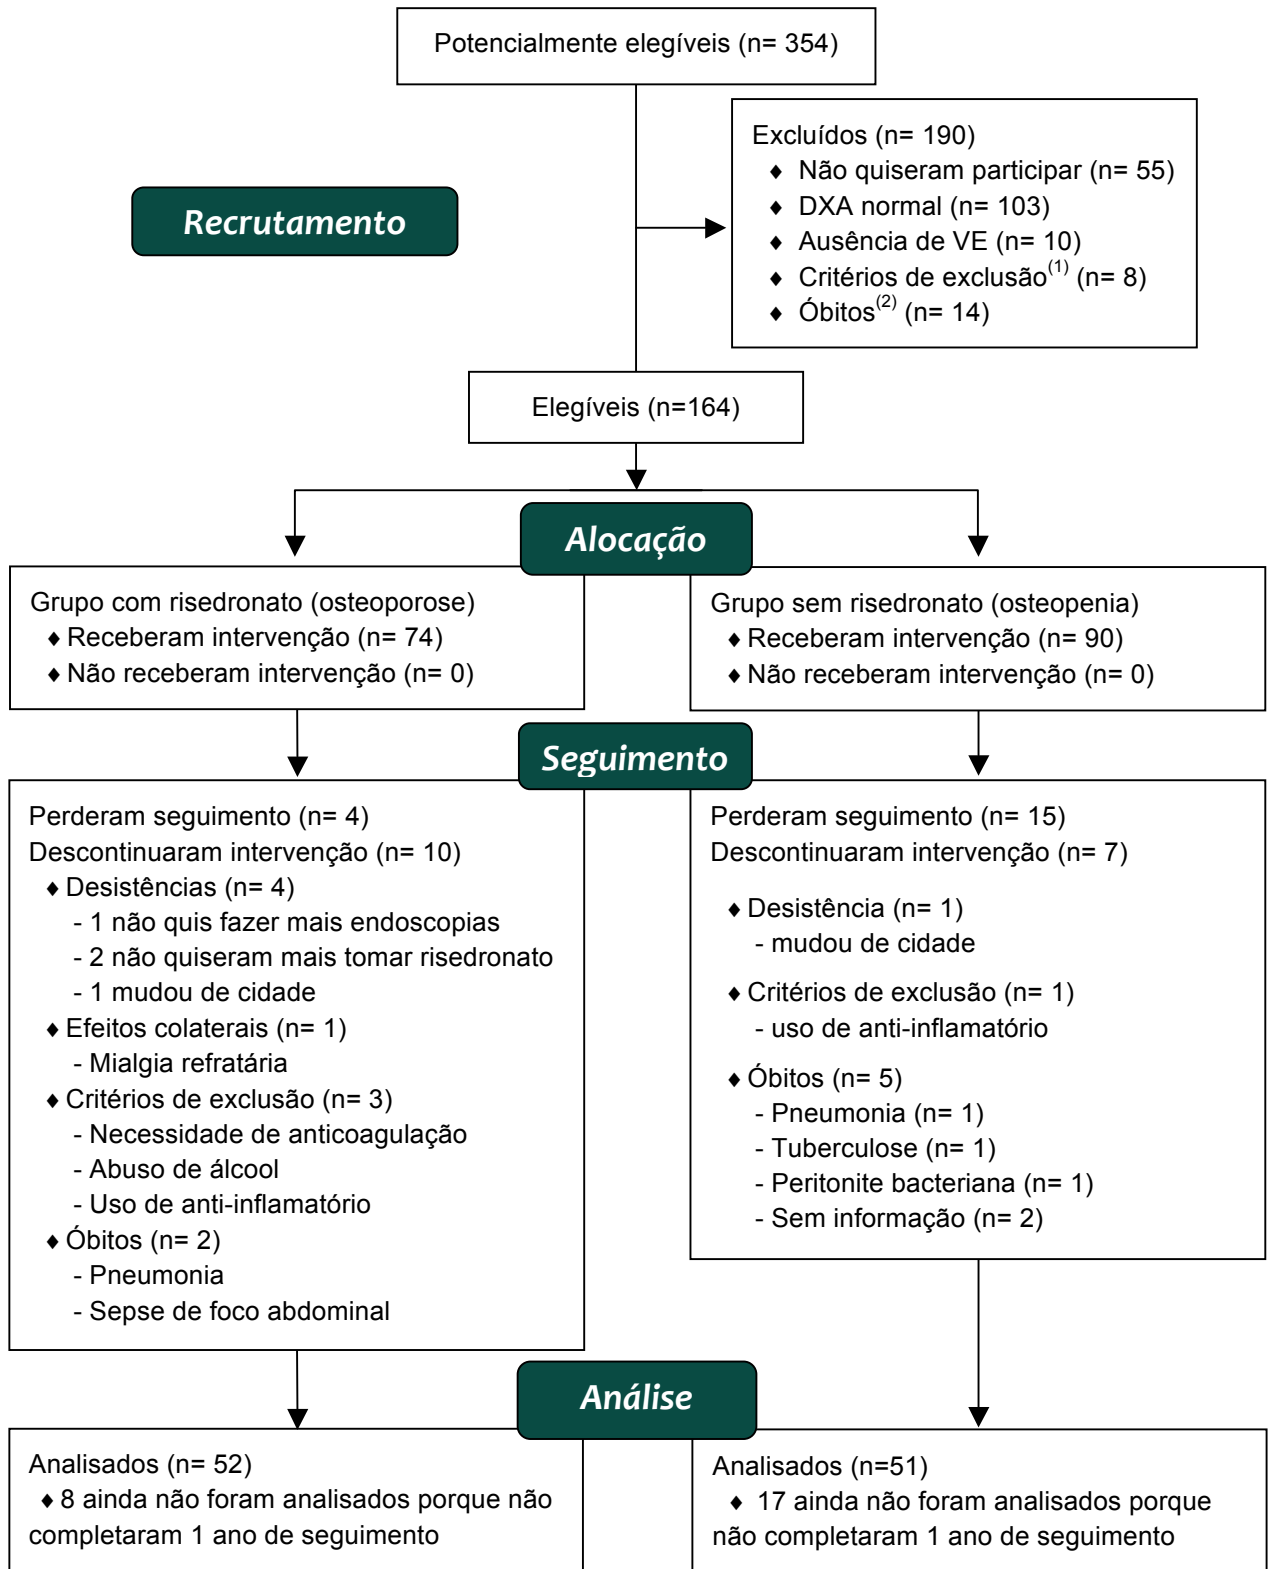 Potencialmente elegíveis (n= 354)
Excluídos (n= 190)
♦ Não quiseram participar (n= 55)
♦ DXA normal (n= 103)
♦ Ausência de VE (n= 10)
♦ Critérios de exclusão(1) (n= 8)
♦ Óbitos(2) (n= 14)
Recrutamento
Elegíveis (n=164)
Alocação
Grupo com risedronato (osteoporose)
♦ Receberam intervenção (n= 74)
♦ Não receberam intervenção (n= 0)
Grupo sem risedronato (osteopenia)
♦ Receberam intervenção (n= 90)
♦ Não receberam intervenção (n= 0)
Seguimento
Perderam seguimento (n= 4)
Descontinuaram intervenção (n= 10)
♦ Desistências (n= 4)
- 1 não quis fazer mais endoscopias
- 2 não quiseram mais tomar risedronato
- 1 mudou de cidade
♦ Efeitos colaterais (n= 1)
- Mialgia refratária
♦ Critérios de exclusão (n= 3)
- Necessidade de anticoagulação
- Abuso de álcool
- Uso de anti-inflamatório
♦ Óbitos (n= 2)
- Pneumonia
- Sepse de foco abdominal
Perderam seguimento (n= 15)
Descontinuaram intervenção (n= 7)
♦ Desistência (n= 1)
- mudou de cidade
♦ Critérios de exclusão (n= 1)
- uso de anti-inflamatório
♦ Óbitos (n= 5)
- Pneumonia (n= 1)
- Tuberculose (n= 1)
- Peritonite bacteriana (n= 1)
- Sem informação (n= 2)
Análise
Analisados (n= 52)
♦ 8 ainda não foram analisados porque não
completaram 1 ano de seguimento
Analisados (n=51)
♦ 17 ainda não foram analisados porque
não completaram 1 ano de seguimento